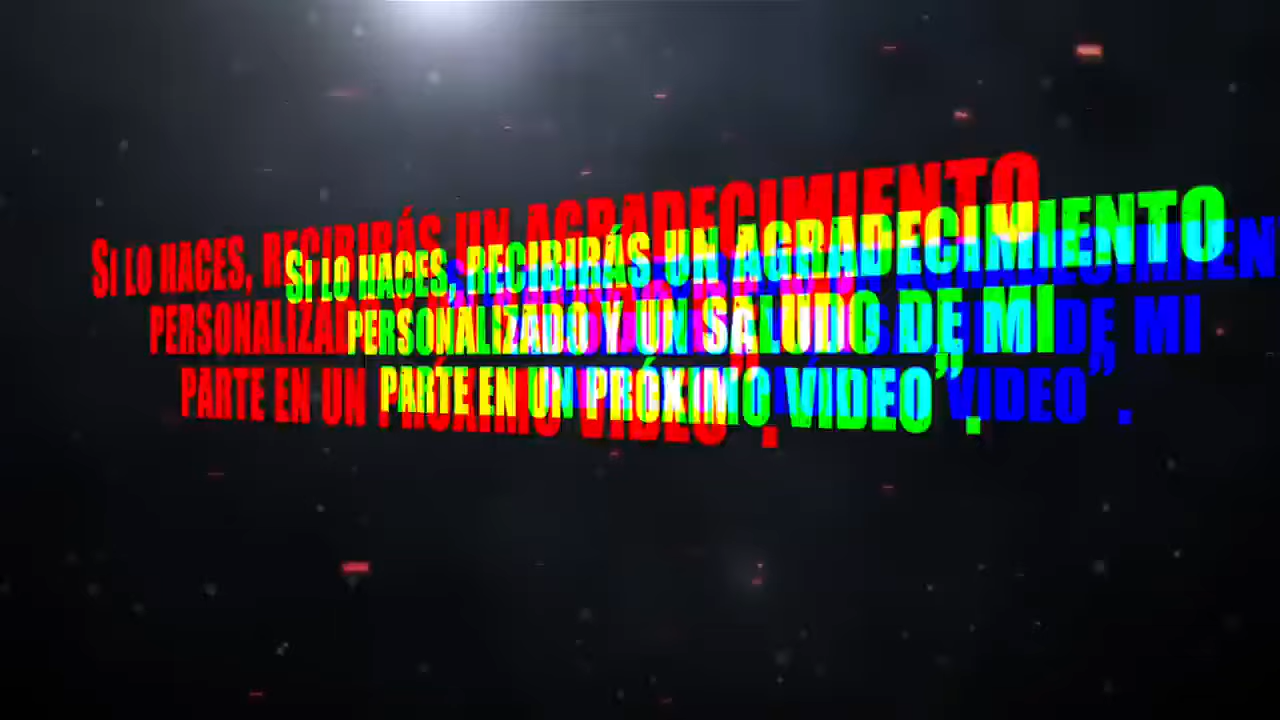 SI LO HACES, RECIBIRÁS UN AGRADECIMIENTO
PERSONALIZADO Y UN SALUDO DE MI
PARTE EN UN PRÓXIMO VIDEO”.